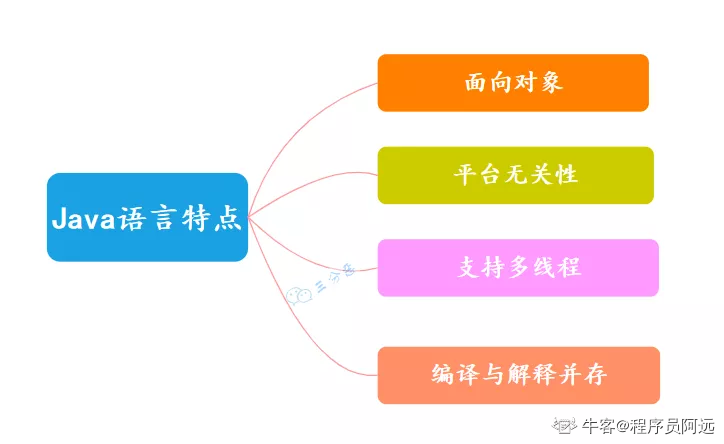 面向对象
平台无关性
Java语言特点
支持多线程
三分恶
编译与解释并存
牛客@程序员阿远